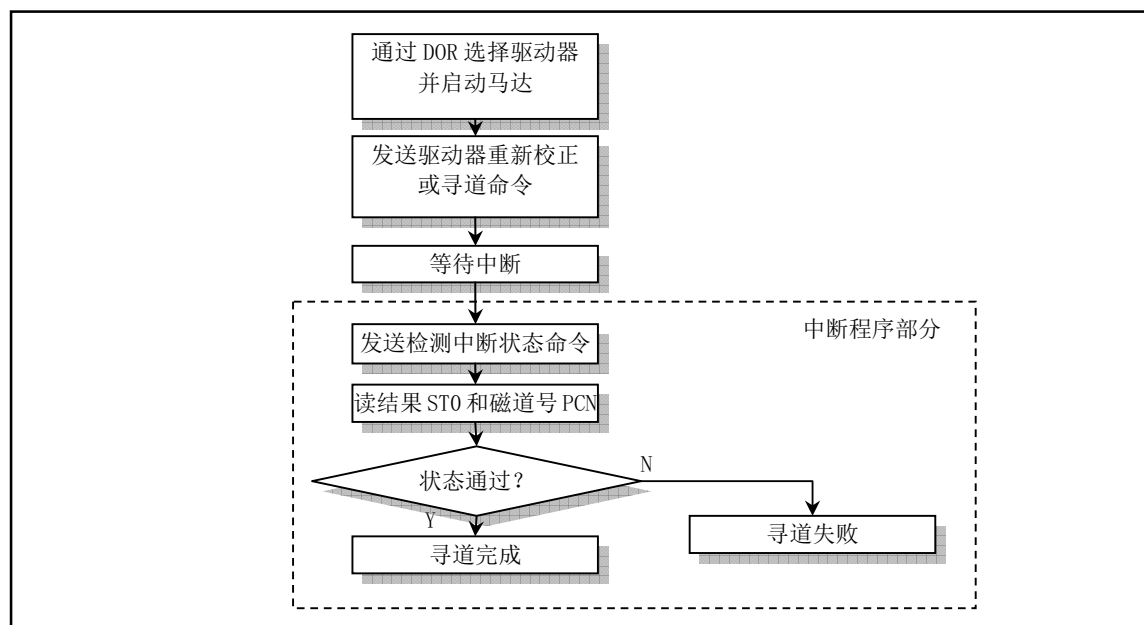 通过 DOR 选择驱动器
并启动马达
发送驱动器重新校正
或寻道命令
等待中断
中断程序部分
发送检测中断状态命令
读结果 ST0 和磁道号 PCN
状态通过？
N
Y
寻道失败
寻道完成